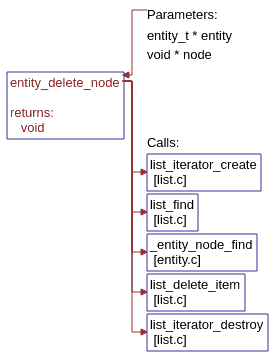 Parameters:
entity_t * entity
void * node
entity_delete_node
returns:
void
Calls:
list_iterator_create
[list.c]
list_find
[list.c]
_entity_node_find
[entity.c]
list_delete_item
[list.c]
list_iterator_destroy
[list.c]